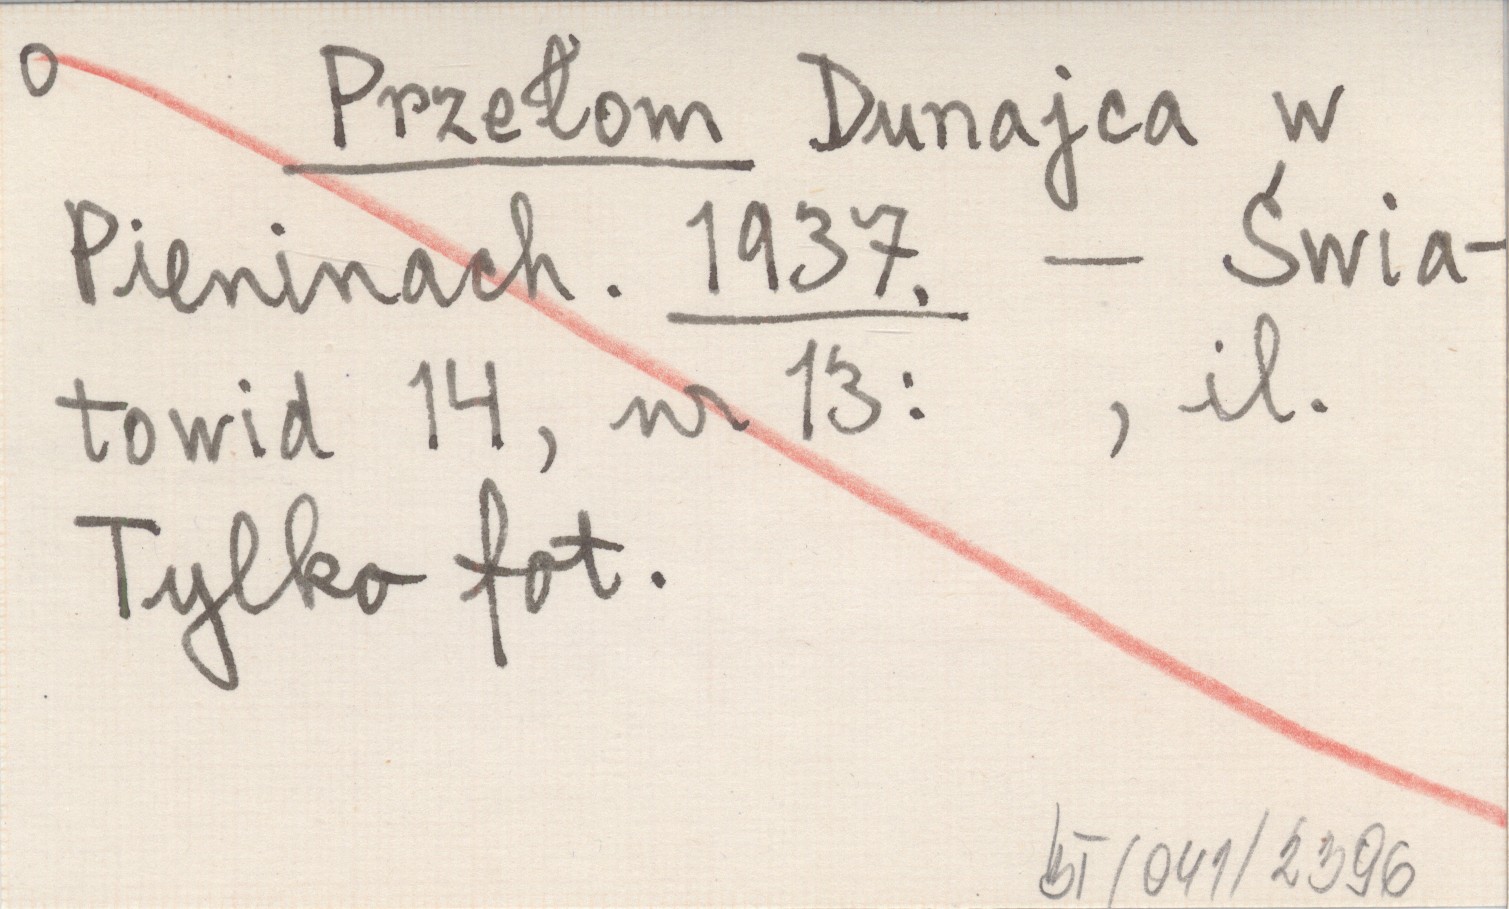 O Przełom Dunajca w
Pieninach. 1937. — Świa-
towid 14, nr 13: , il.
Tylko fot.
bT/041/2396